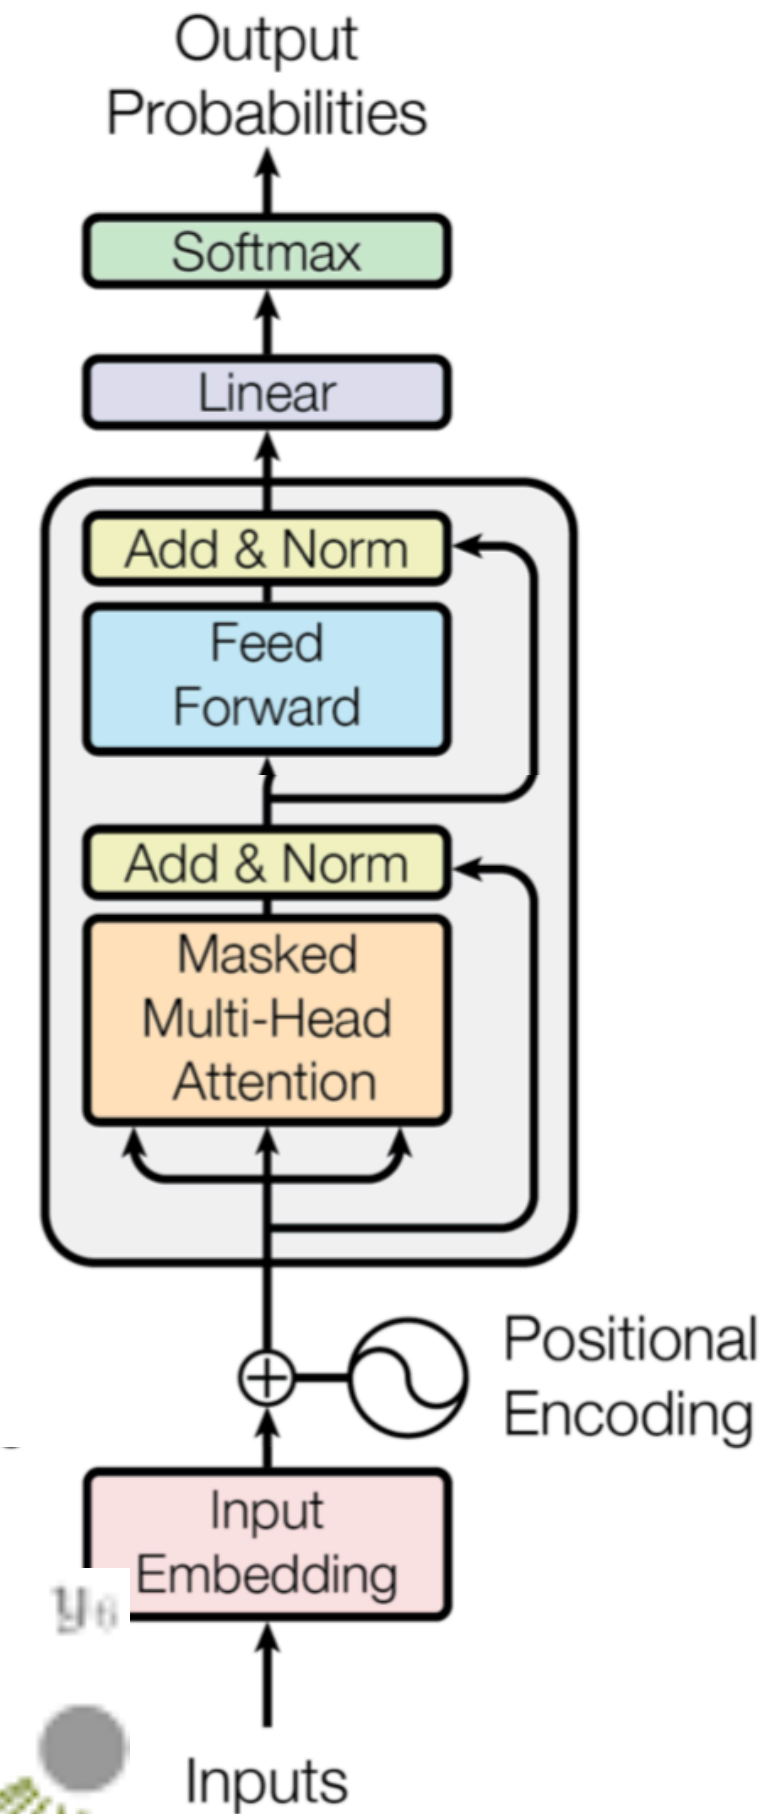 Output
Probabilities
Softmax
Linear
Add & Norm
Feed
Forward
Add & Norm
Masked
Multi-Head
Attention
Positional
Encoding
Input
Embedding
Inputs